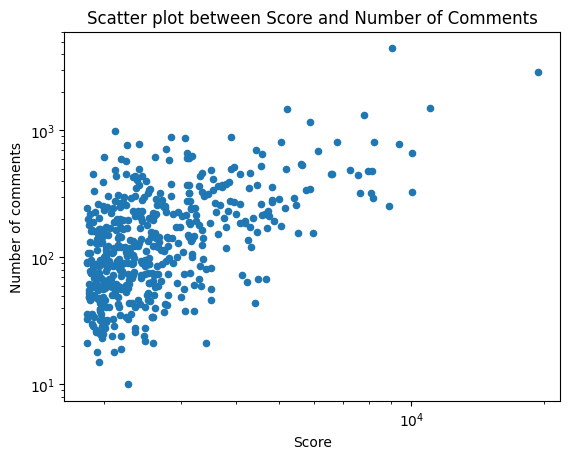 Scatter plot between Score and Number of Comments
Number of comments
10³
10²
10¹
10⁴
Score